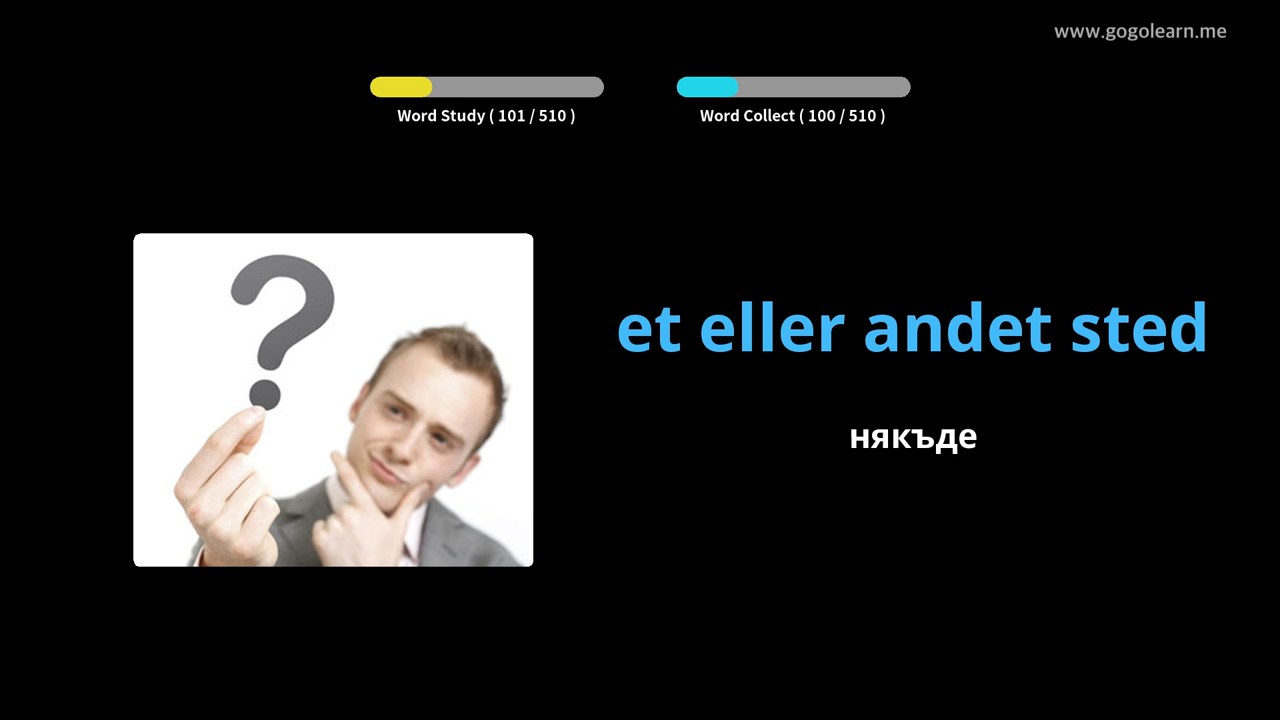 www.gogolearn.me
Word Study ( 101 / 510 )
Word Collect ( 100 / 510 )
?
et eller andet sted
някъде